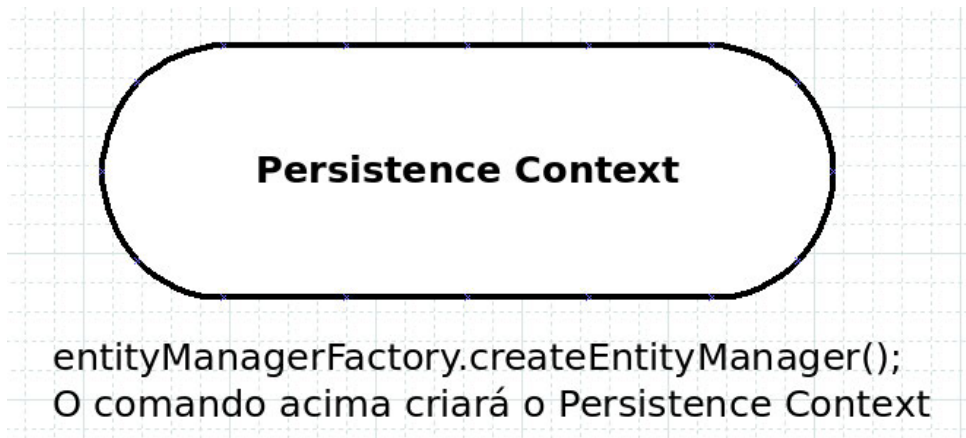 Persistence Context
entityManagerFactory.createEntityManager();
O comando acima criará o Persistence Context